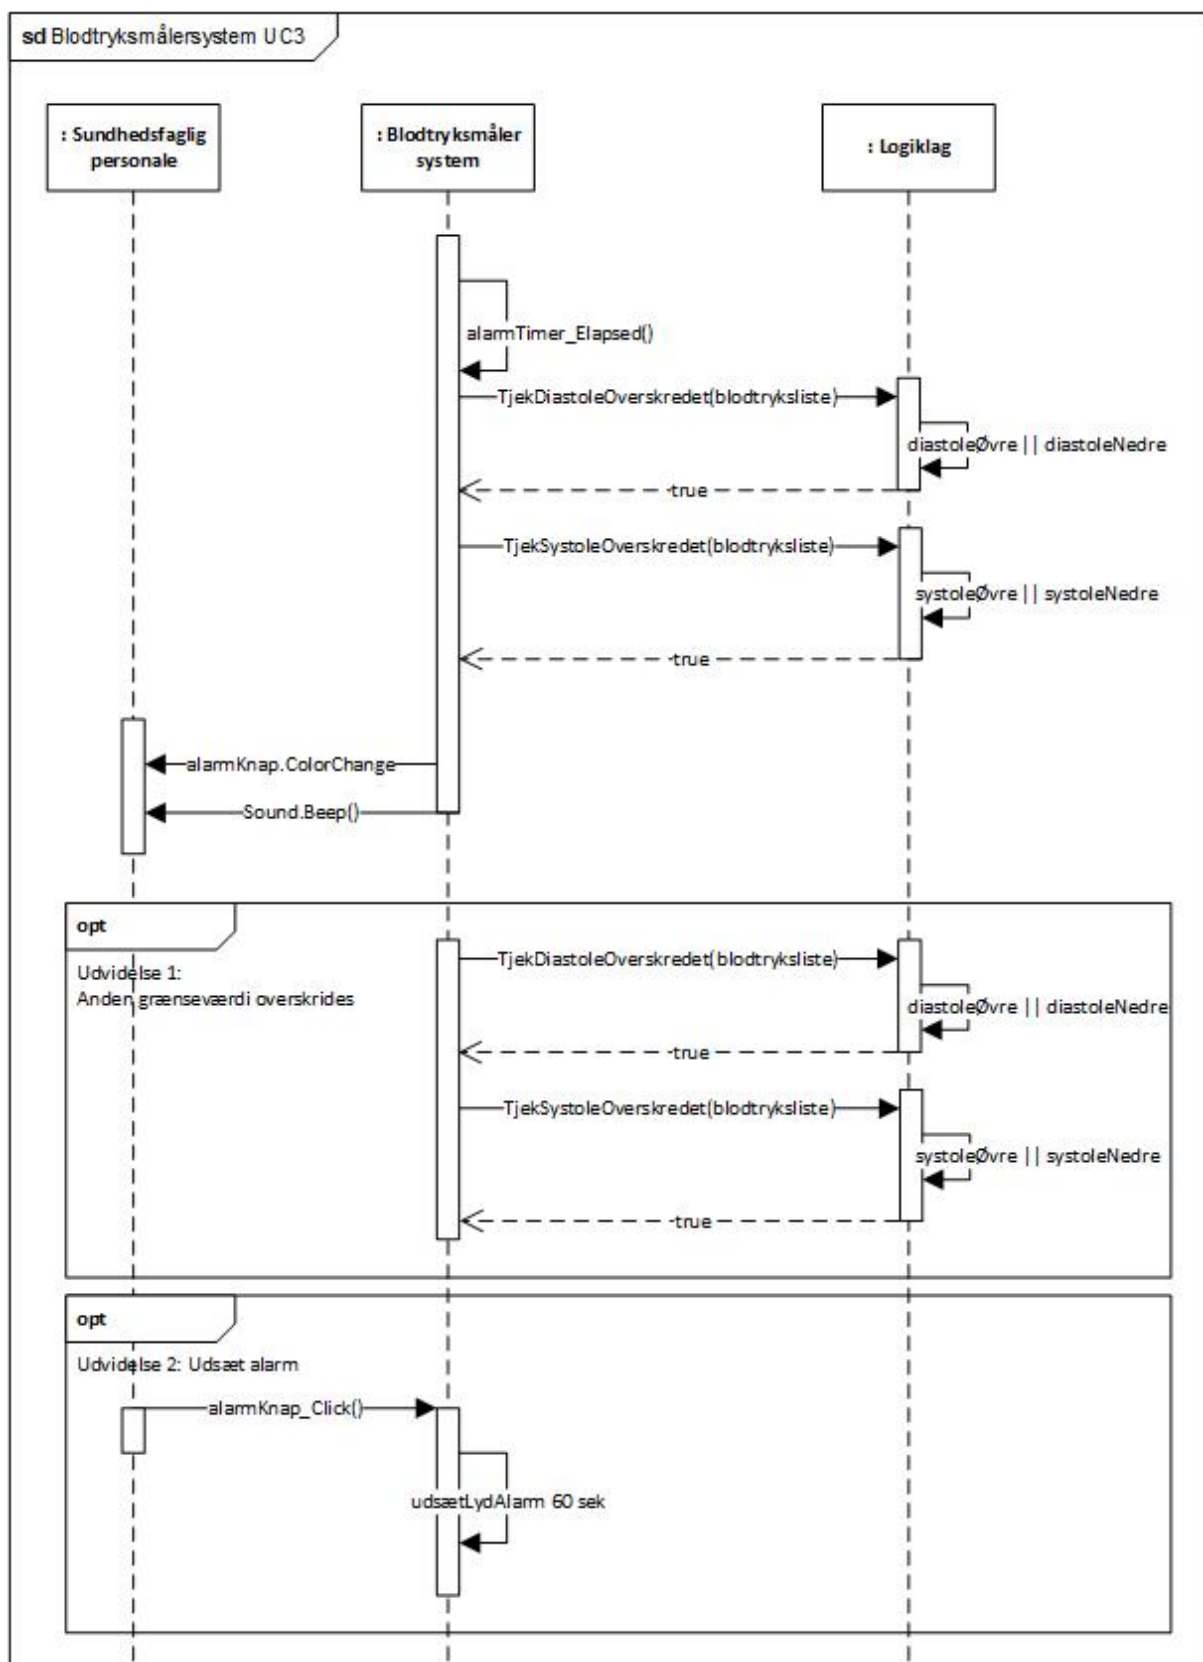 sd Blodtryksmålersystem UC3
: Sundhedsfaglig
personale
: Blodtryksmåler
system
: Logiklag
alarmTimer_Elapsed()
TjekDiastoleOverskredet(blodtryksliste)
diastoleØvre || diastoleNedre
true
TjekSystoleOverskredet(blodtryksliste)
systoleØvre || systoleNedre
true
alarmKnap.ColorChange
Sound.Beep()
opt
Udvidelse 1:
Anden grænseværdi overskrides
TjekDiastoleOverskredet(blodtryksliste)
diastoleØvre || diastoleNedre
true
TjekSystoleOverskredet(blodtryksliste)
systoleØvre || systoleNedre
true
opt
Udvidelse 2: Udsæt alarm
alarmKnap_Click()
udsætLydAlarm 60 sek